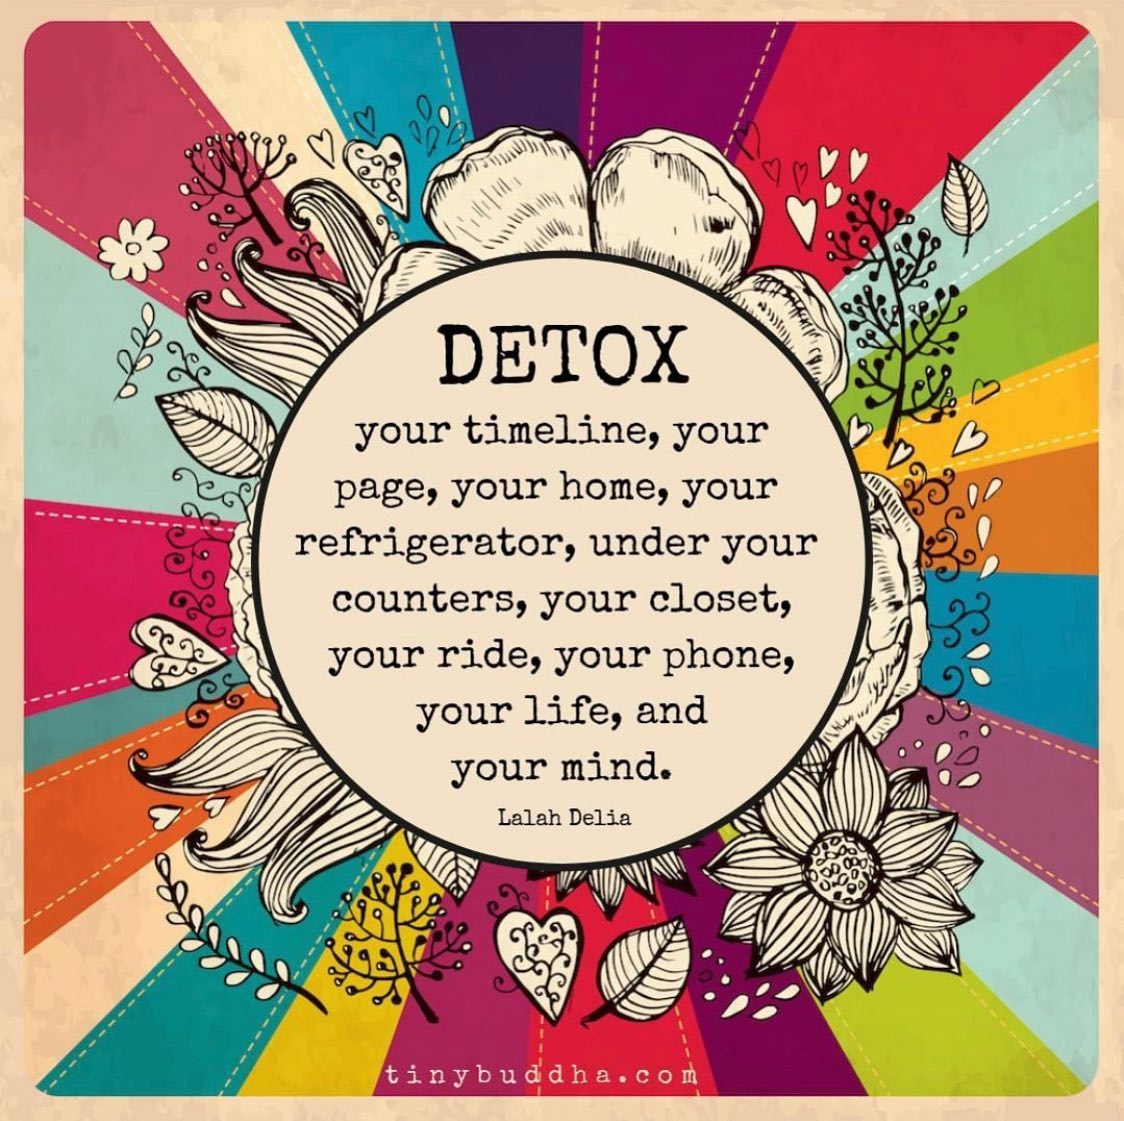 DETOX
your timeline, your
page, your home, your
refrigerator, under your
counters, your closet,
your ride, your phone,
your life, and
your mind.
Lalah Delia
tinybuddha.com